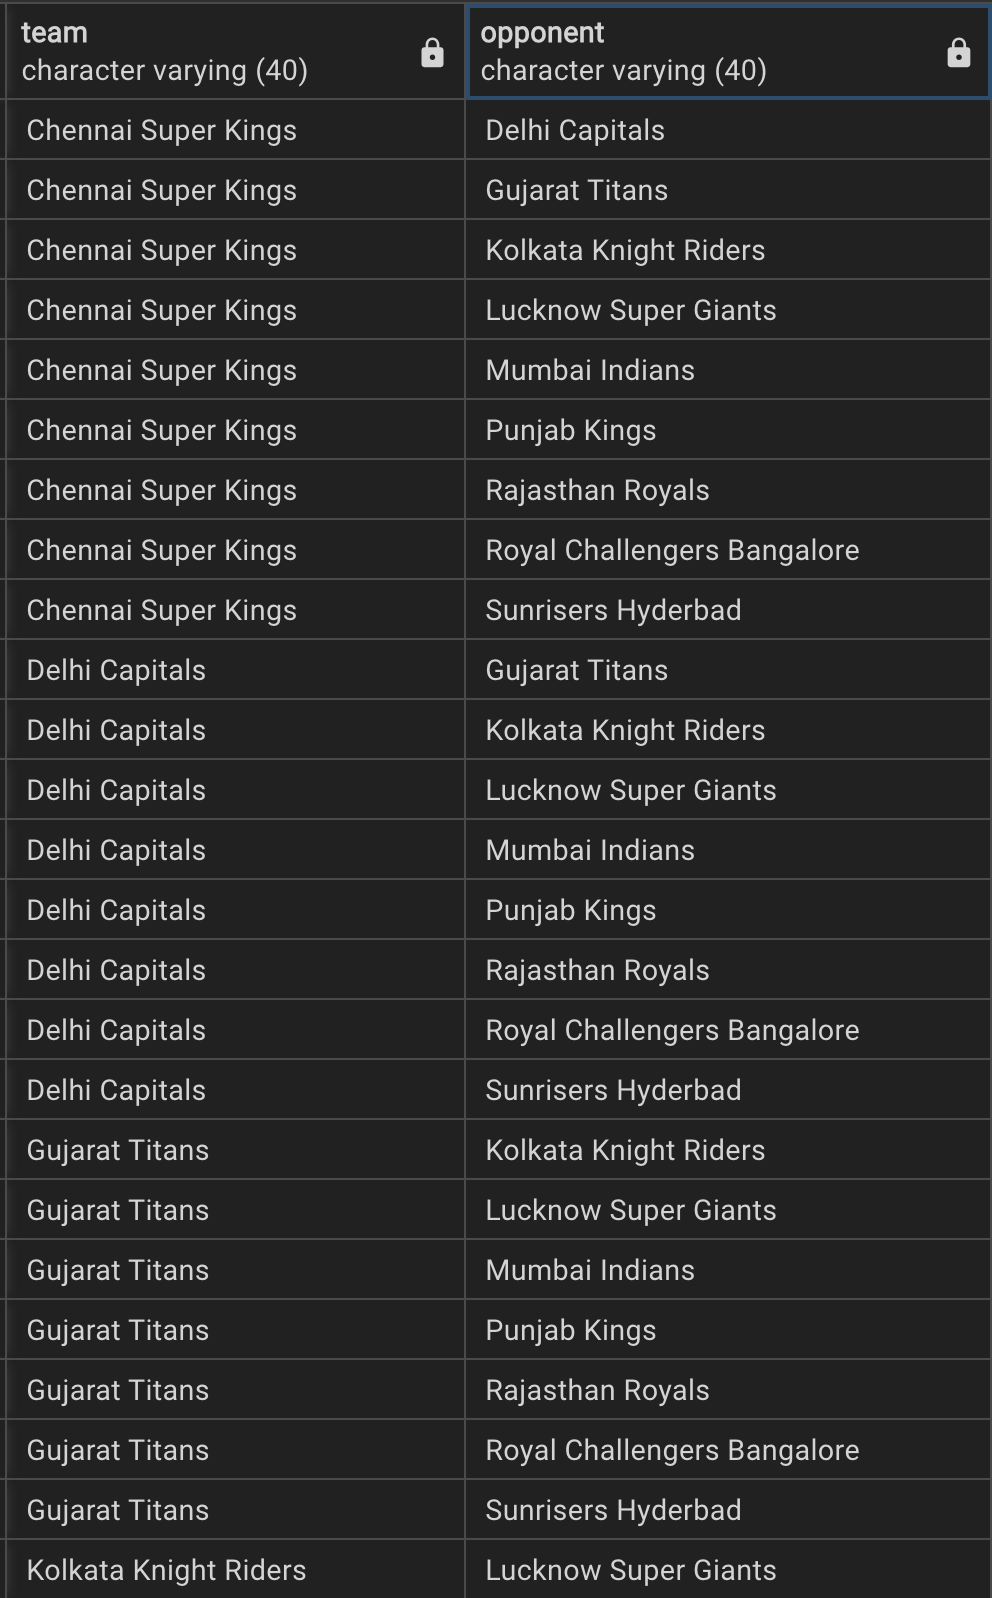 team opponent
character varying (40) character varying (40)
Chennai Super Kings Delhi Capitals
Chennai Super Kings Gujarat Titans
Chennai Super Kings Kolkata Knight Riders
Chennai Super Kings Lucknow Super Giants
Chennai Super Kings Mumbai Indians
Chennai Super Kings Punjab Kings
Chennai Super Kings Rajasthan Royals
Chennai Super Kings Royal Challengers Bangalore
Chennai Super Kings Sunrisers Hyderbad
Delhi Capitals Gujarat Titans
Delhi Capitals Kolkata Knight Riders
Delhi Capitals Lucknow Super Giants
Delhi Capitals Mumbai Indians
Delhi Capitals Punjab Kings
Delhi Capitals Rajasthan Royals
Delhi Capitals Royal Challengers Bangalore
Delhi Capitals Sunrisers Hyderbad
Gujarat Titans Kolkata Knight Riders
Gujarat Titans Lucknow Super Giants
Gujarat Titans Mumbai Indians
Gujarat Titans Punjab Kings
Gujarat Titans Rajasthan Royals
Gujarat Titans Royal Challengers Bangalore
Gujarat Titans Sunrisers Hyderbad
Kolkata Knight Riders Lucknow Super Giants